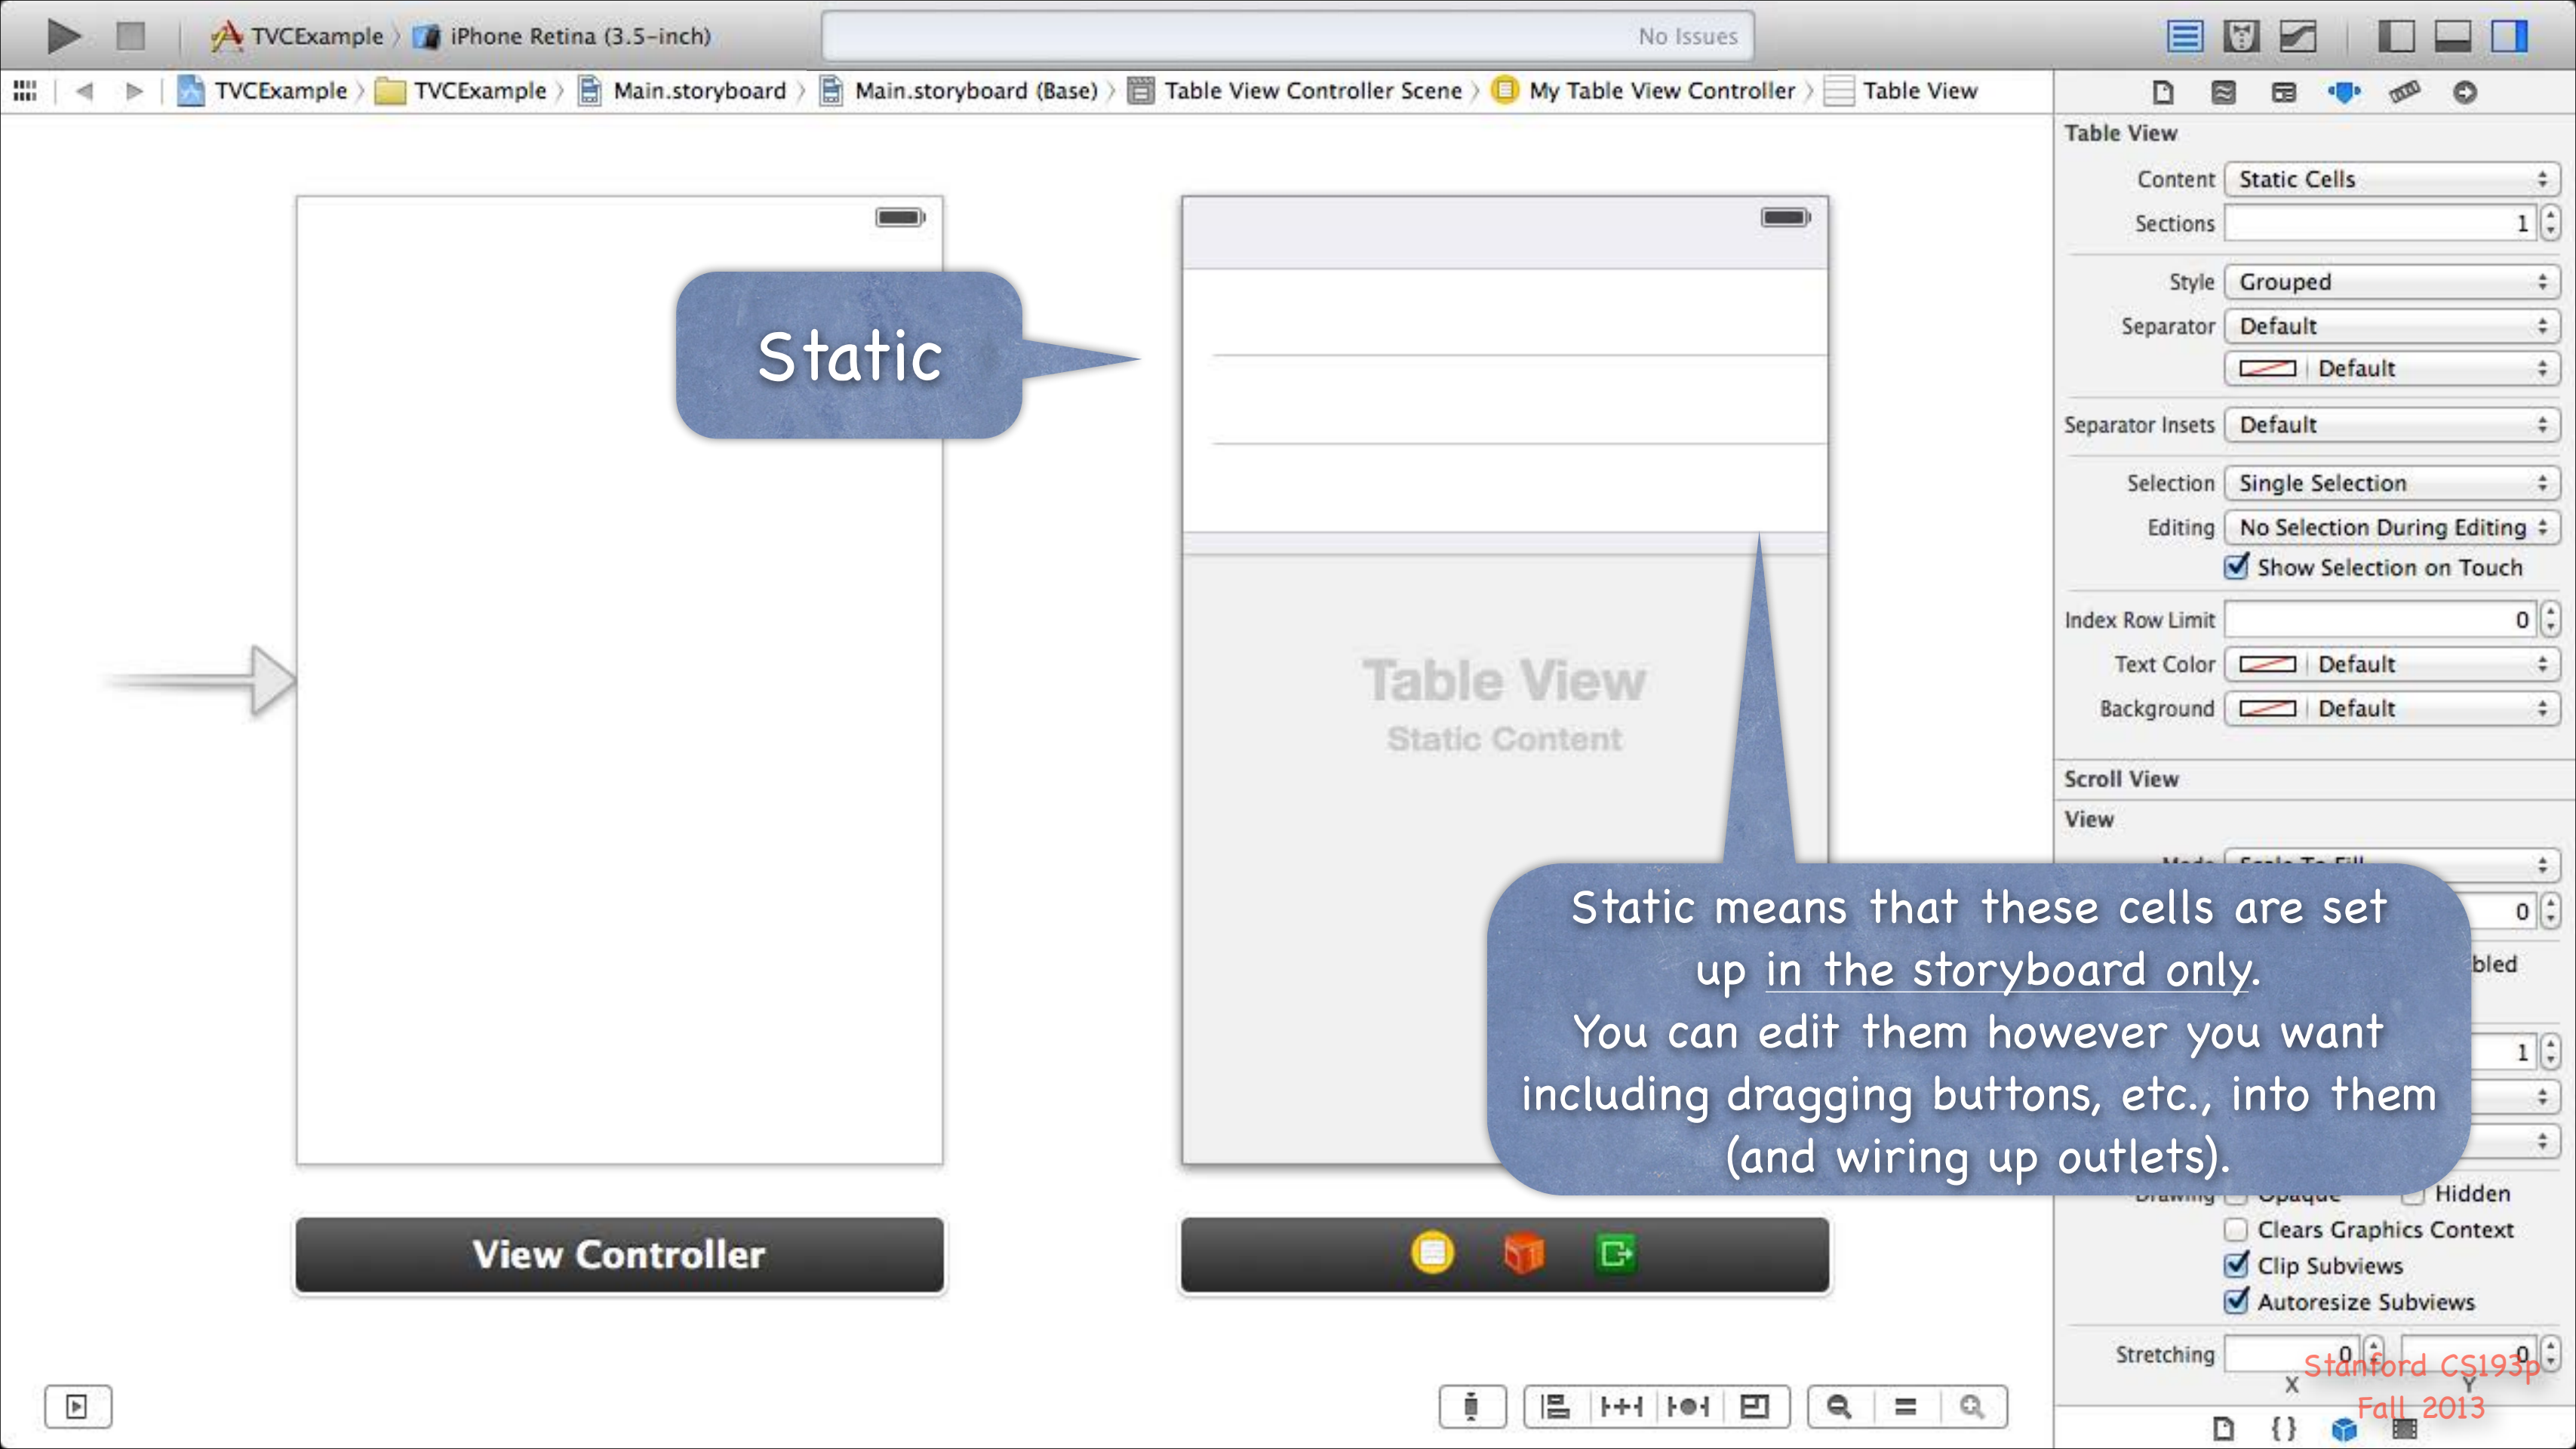 TVCExample iPhone Retina (3.5-inch)
No Issues
TVCExample TVCExample Main.storyboard Main.storyboard (Base) Table View Controller Scene My Table View Controller Table View
Table View
Content Static Cells
Sections 1
Style Grouped
Separator Default
Default
Separator Insets Default
Selection Single Selection
Editing No Selection During Editing
Show Selection on Touch
Index Row Limit 0
Text Color Default
Background Default
Scroll View
View
Static
Table View
Static Content
Static means that these cells are set
up in the storyboard only.
You can edit them however you want
including dragging buttons, etc., into them
(and wiring up outlets).
0
bled
1
Hidden
Clears Graphics Context
Clip Subviews
Autoresize Subviews
Stretching 0 0
X Y
View Controller
Stanford CS193p
Fall 2013